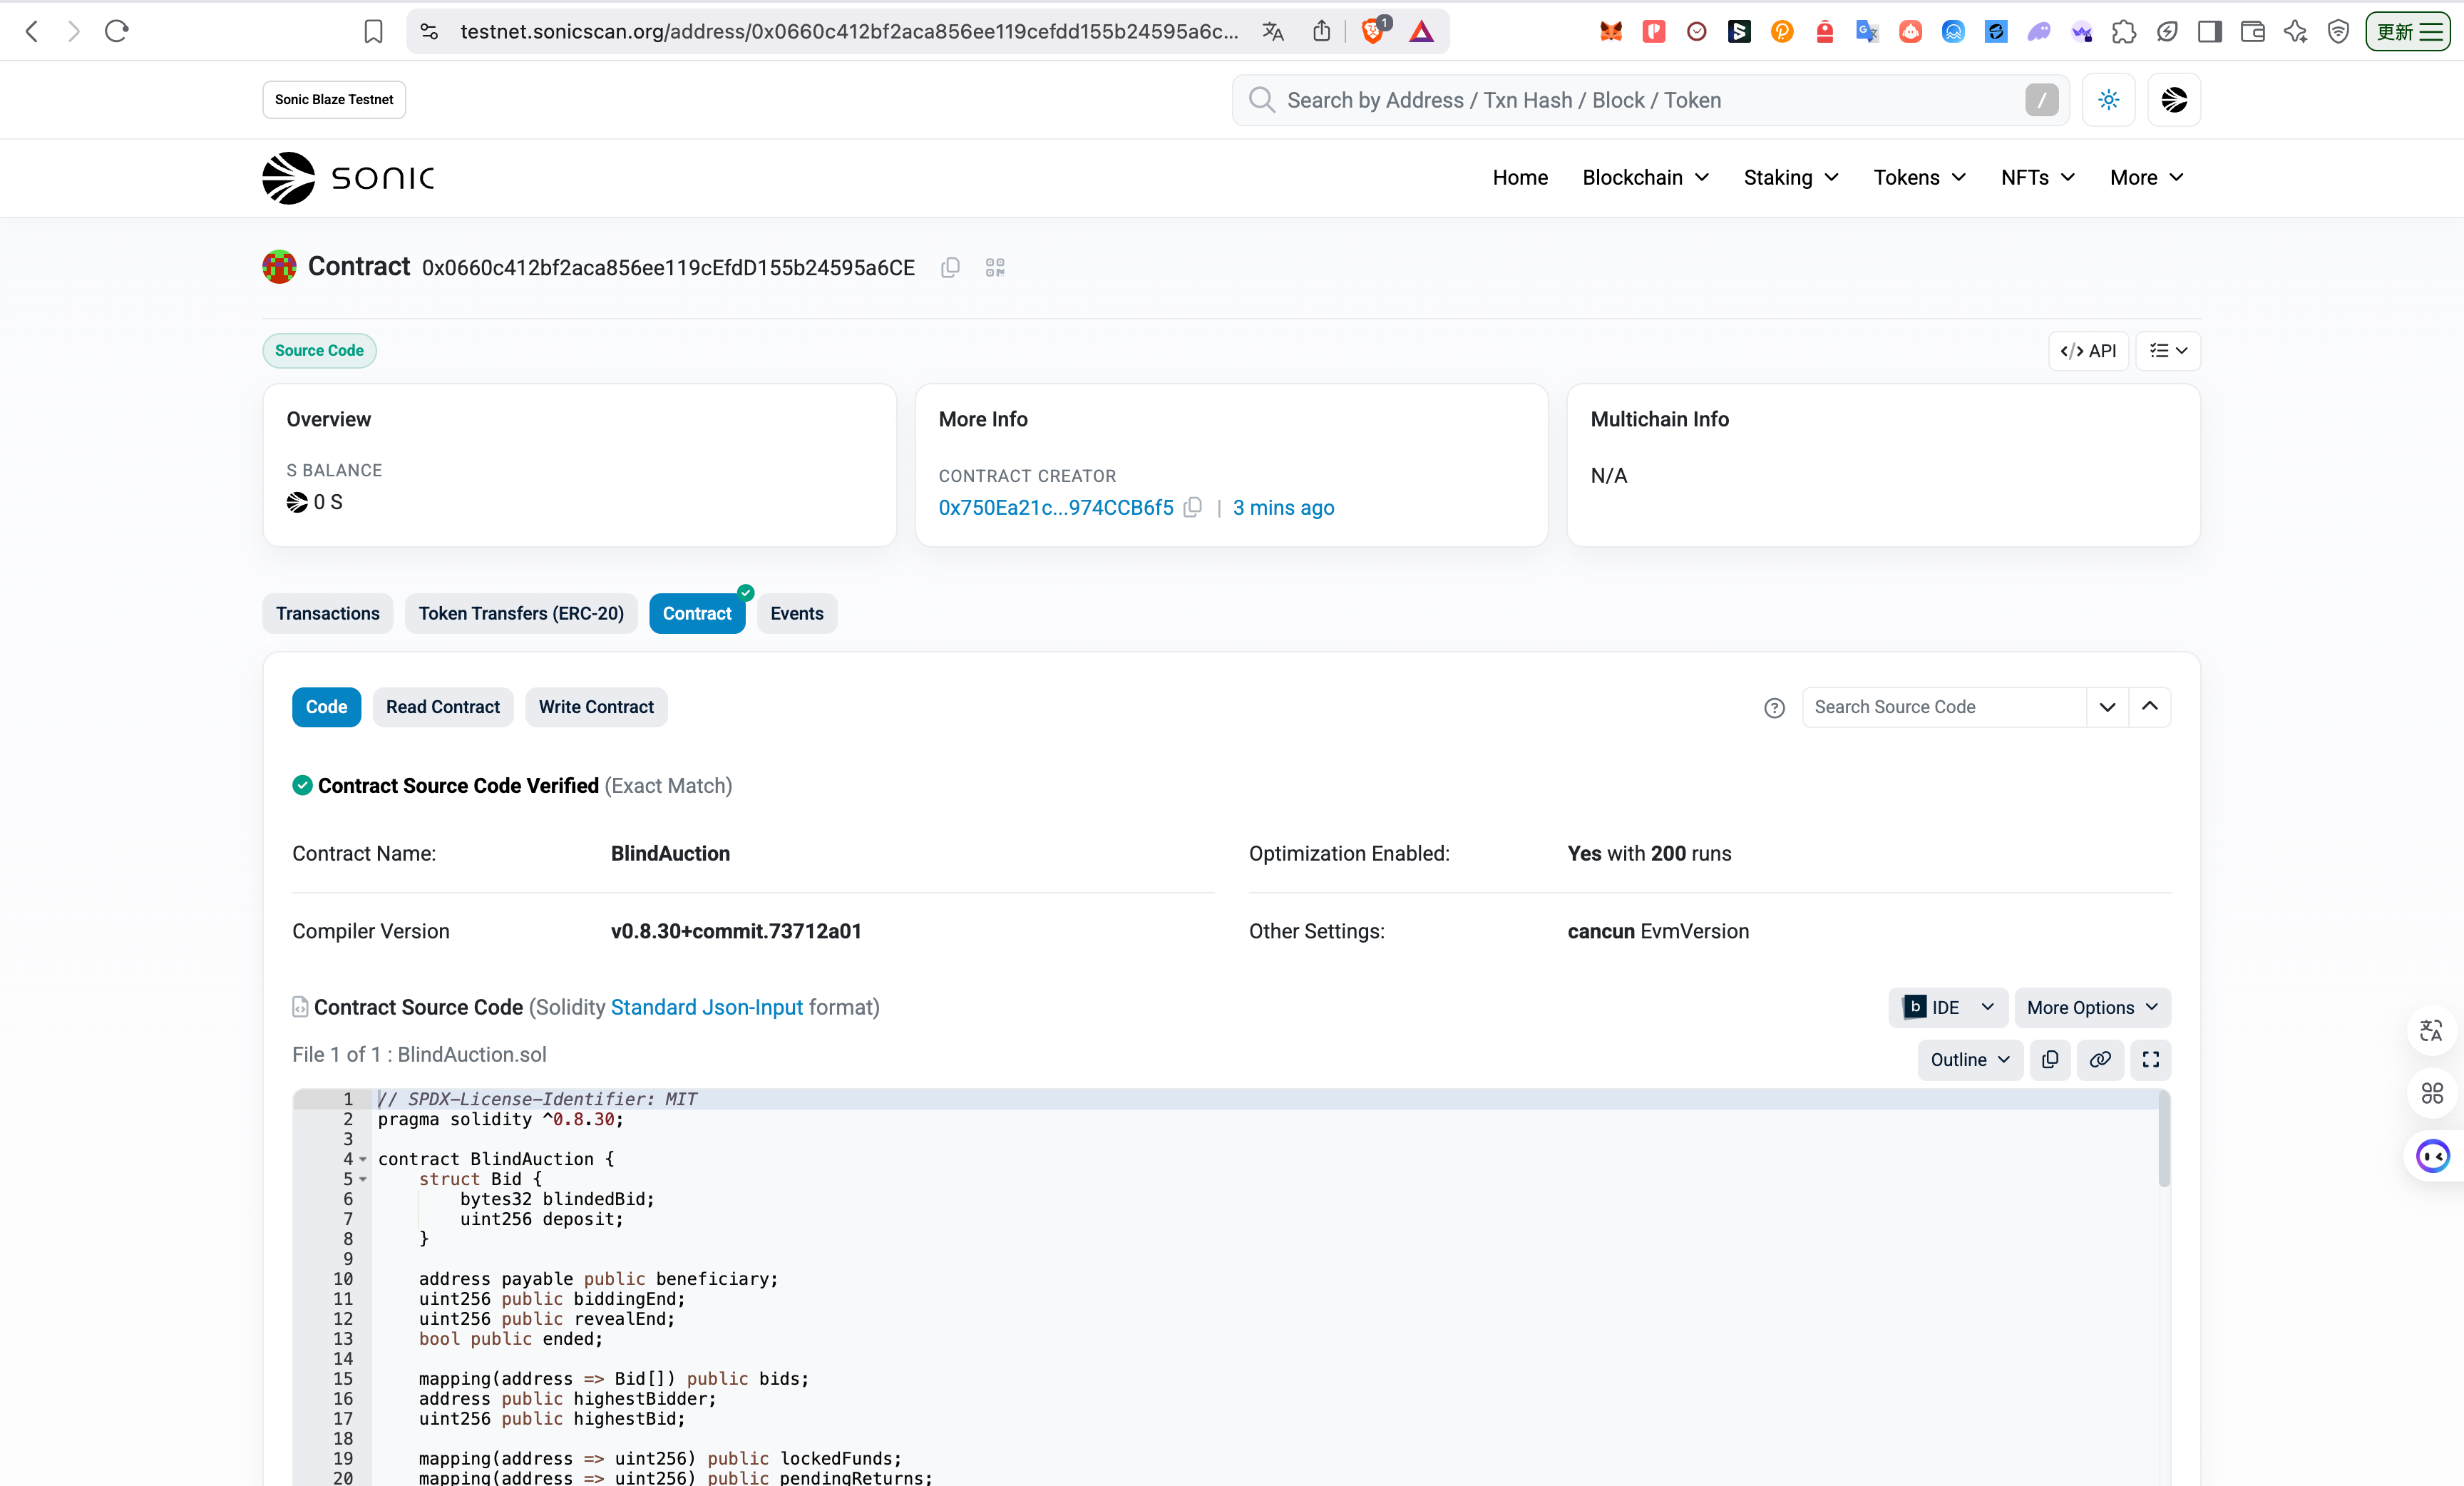 testnet.sonicscan.org/address/0x0660c412bf2aca856ee119cefdd155b24595a6c...
1
更新
Sonic Blaze Testnet
Search by Address / Txn Hash / Block / Token
/
SONIC
Home
Blockchain
Staking
Tokens
NFTs
More
Contract 0x0660c412bf2aca856ee119cEfdD155b24595a6CE
Source Code
</> API
Overview
S BALANCE
0 S
More Info
CONTRACT CREATOR
0x750Ea21c...974CCB6f5 | 3 mins ago
Multichain Info
N/A
Transactions
Token Transfers (ERC-20)
Contract
Events
Code
Read Contract
Write Contract
Search Source Code
Contract Source Code Verified (Exact Match)
Contract Name:
BlindAuction
Optimization Enabled:
Yes with 200 runs
Compiler Version
v0.8.30+commit.73712a01
Other Settings:
cancun EvmVersion
Contract Source Code (Solidity Standard Json-Input format)
b IDE
More Options
File 1 of 1 : BlindAuction.sol
Outline
1 // SPDX-License-Identifier: MIT
2 pragma solidity ^0.8.30;
3
4 contract BlindAuction {
5 struct Bid {
6 bytes32 blindedBid;
7 uint256 deposit;
8 }
9
10 address payable public beneficiary;
11 uint256 public biddingEnd;
12 uint256 public revealEnd;
13 bool public ended;
14
15 mapping(address => Bid[]) public bids;
16 address public highestBidder;
17 uint256 public highestBid;
18
19 mapping(address => uint256) public lockedFunds;
20 mapping(address => uint256) public pendingReturns;